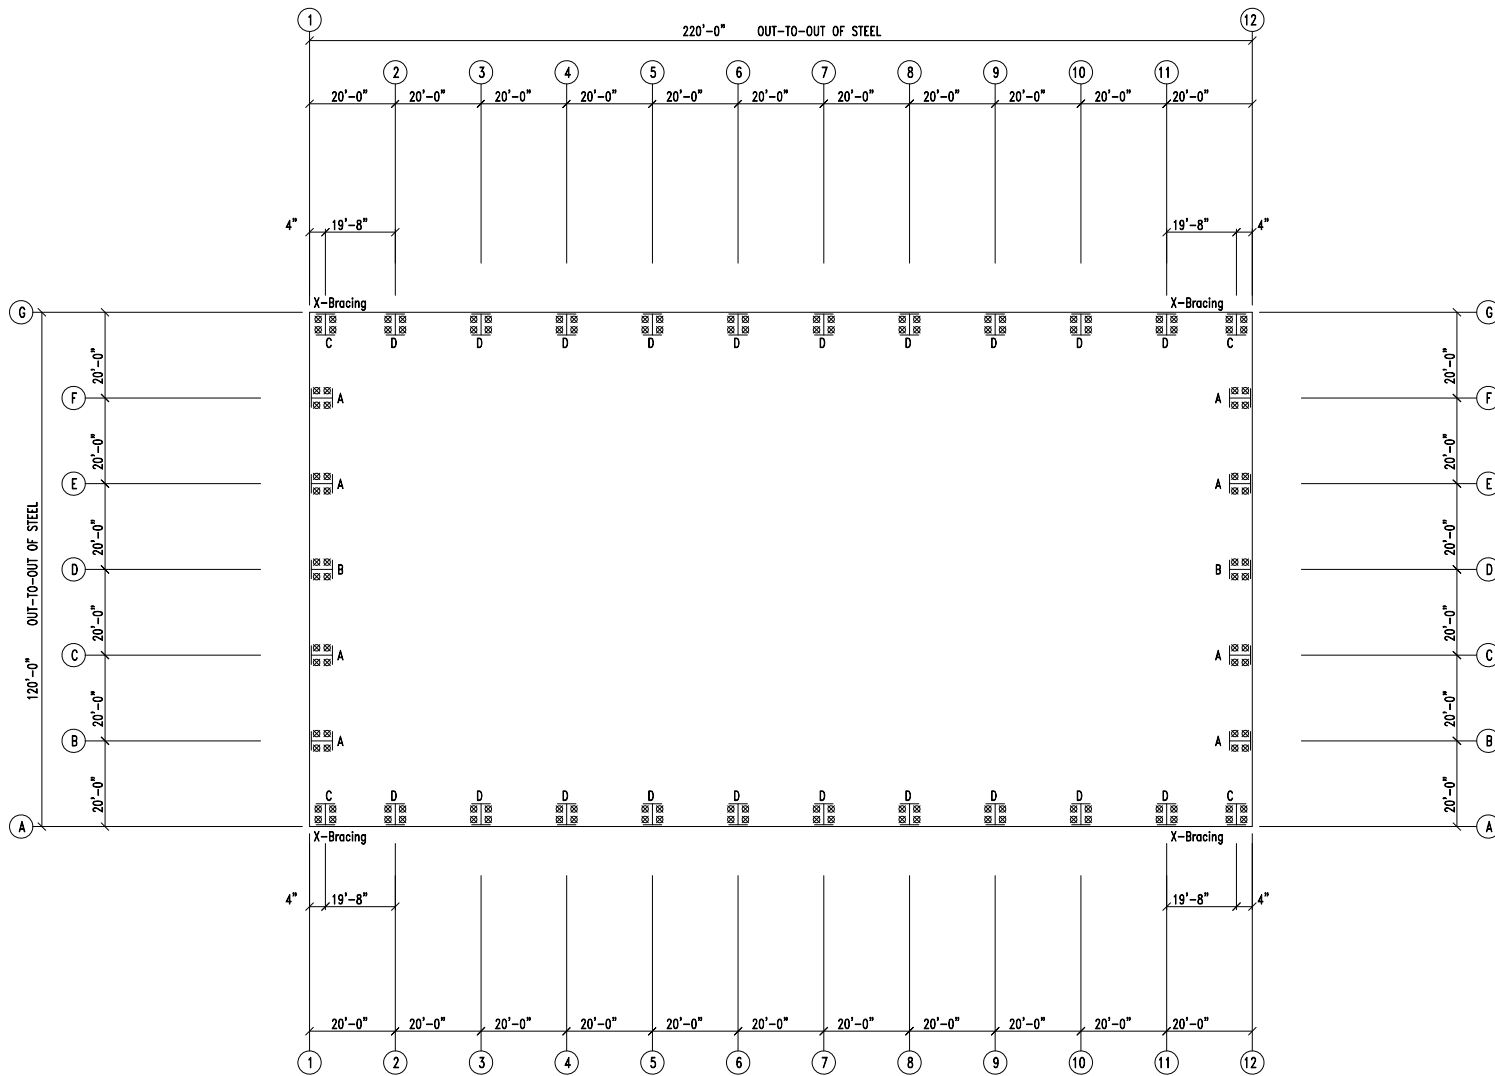 1 12
220'-0" OUT-TO-OUT OF STEEL
2 3 4 5 6 7 8 9 10 11
20'-0" 20'-0" 20'-0" 20'-0" 20'-0" 20'-0" 20'-0" 20'-0" 20'-0" 20'-0" 20'-0"
4" 19'-8" 19'-8" 4"
X-Bracing X-Bracing
G G
C D D D D D D D D D D C
20'-0" 20'-0"
F A A F
20'-0" 20'-0"
E A A E
120'-0" OUT-TO-OUT OF STEEL
20'-0" 20'-0"
D B B D
20'-0" 20'-0"
C A A C
20'-0" 20'-0"
B A A B
20'-0" 20'-0"
C D D D D D D D D D D C
A A
X-Bracing X-Bracing
4" 19'-8" 19'-8" 4"
20'-0" 20'-0" 20'-0" 20'-0" 20'-0" 20'-0" 20'-0" 20'-0" 20'-0" 20'-0" 20'-0"
1 2 3 4 5 6 7 8 9 10 11 12